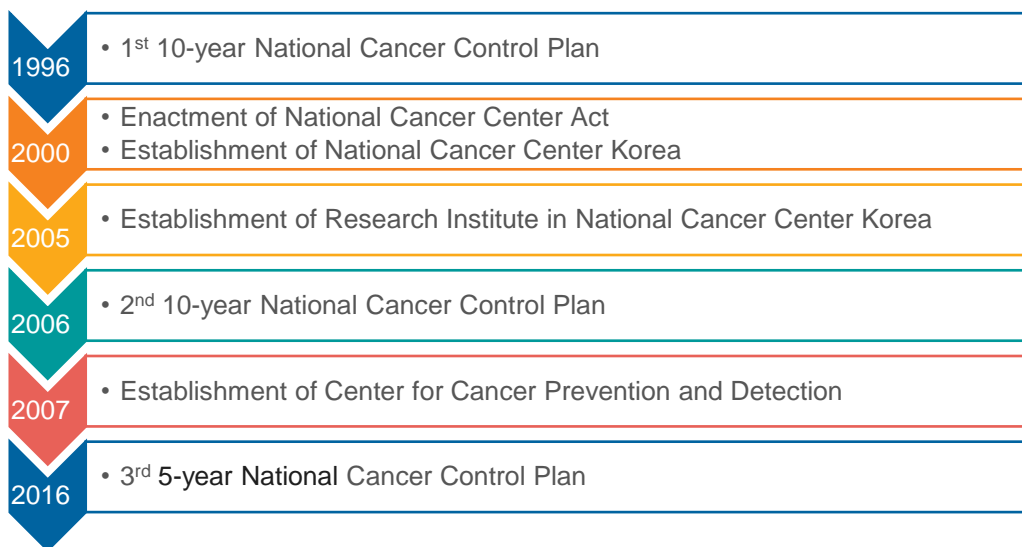 1996
• 1st 10-year National Cancer Control Plan
2000
• Enactment of National Cancer Center Act
• Establishment of National Cancer Center Korea
2005
• Establishment of Research Institute in National Cancer Center Korea
2006
• 2nd 10-year National Cancer Control Plan
2007
• Establishment of Center for Cancer Prevention and Detection
2016
• 3rd 5-year National Cancer Control Plan